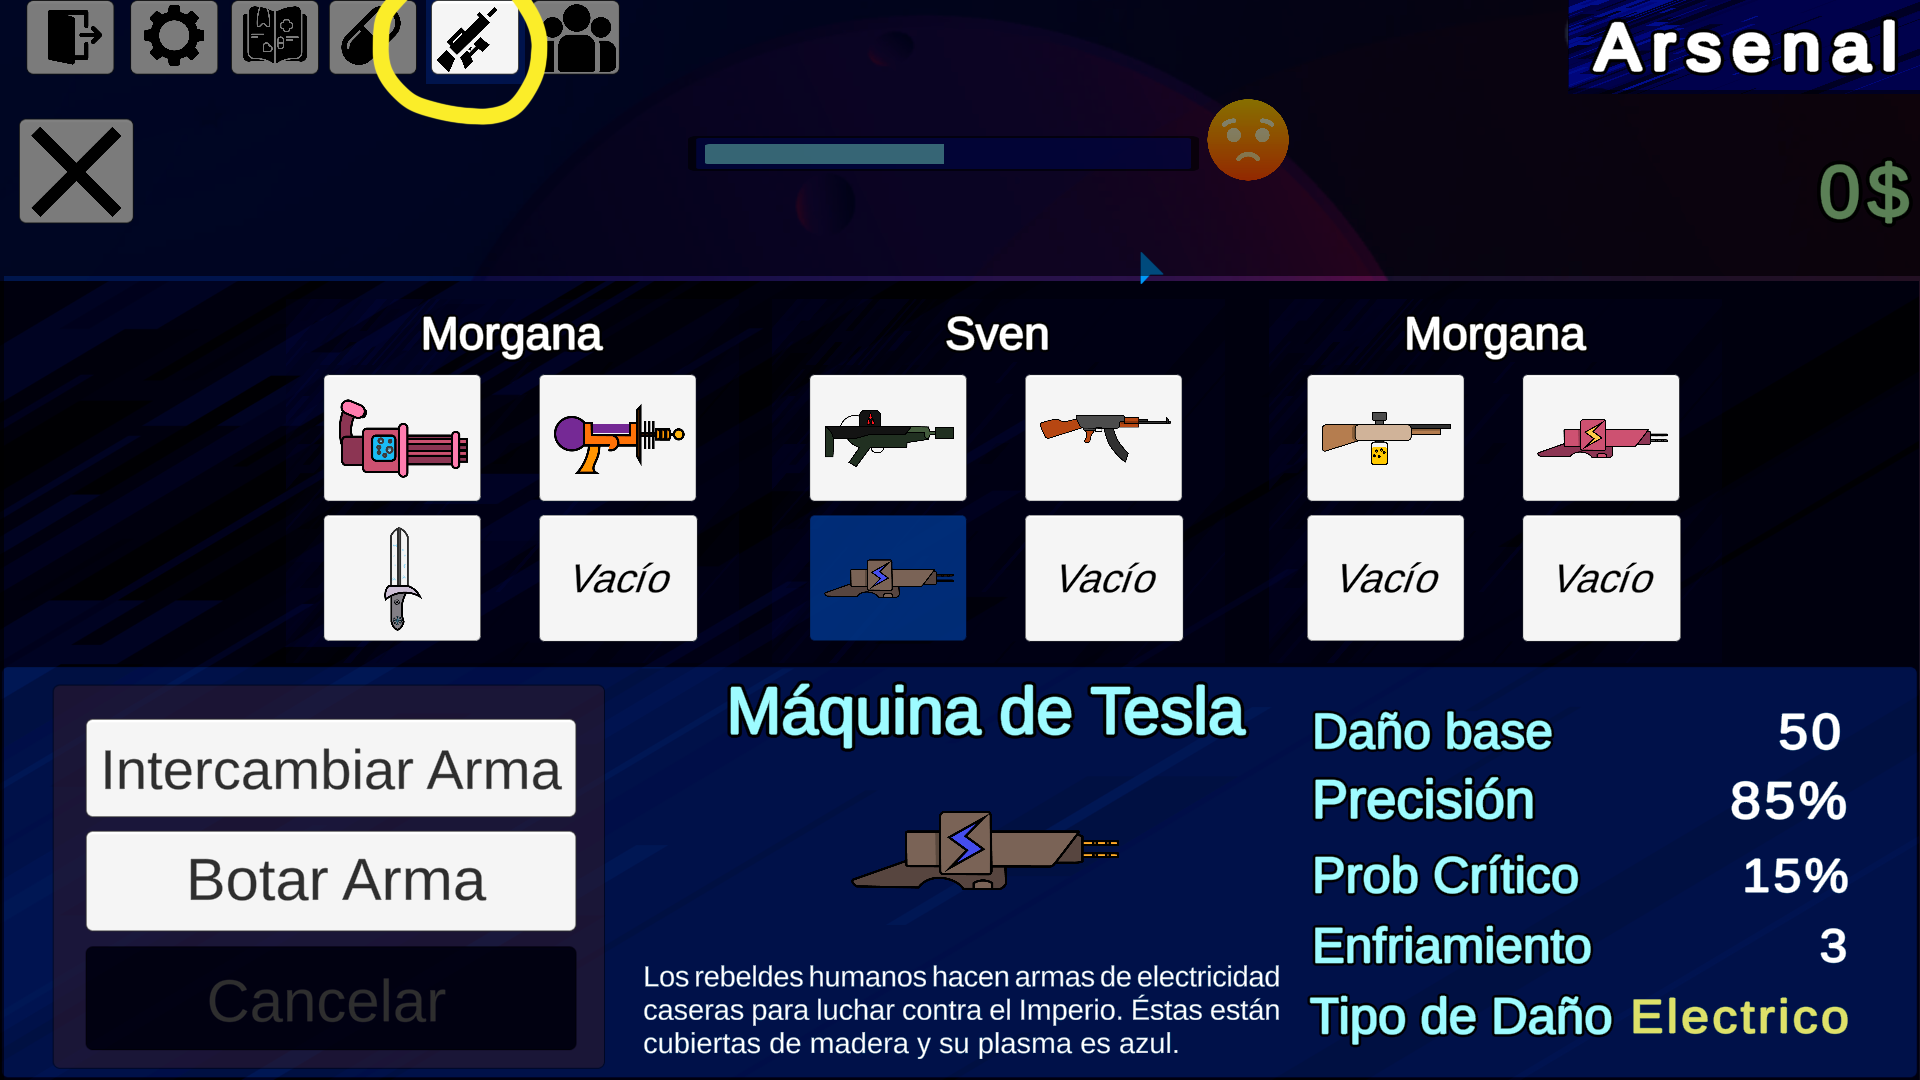 Arsenal
0$
Morgana
Sven
Morgana
Vacío
Vacío
Vacío
Vacío
Intercambiar Arma
Botar Arma
Cancelar
Máquina de Tesla
Los rebeldes humanos hacen armas de electricidad
caseras para luchar contra el Imperio. Éstas están
cubiertas de madera y su plasma es azul.
Daño base 50
Precisión 85%
Prob Crítico 15%
Enfriamiento 3
Tipo de Daño Electrico